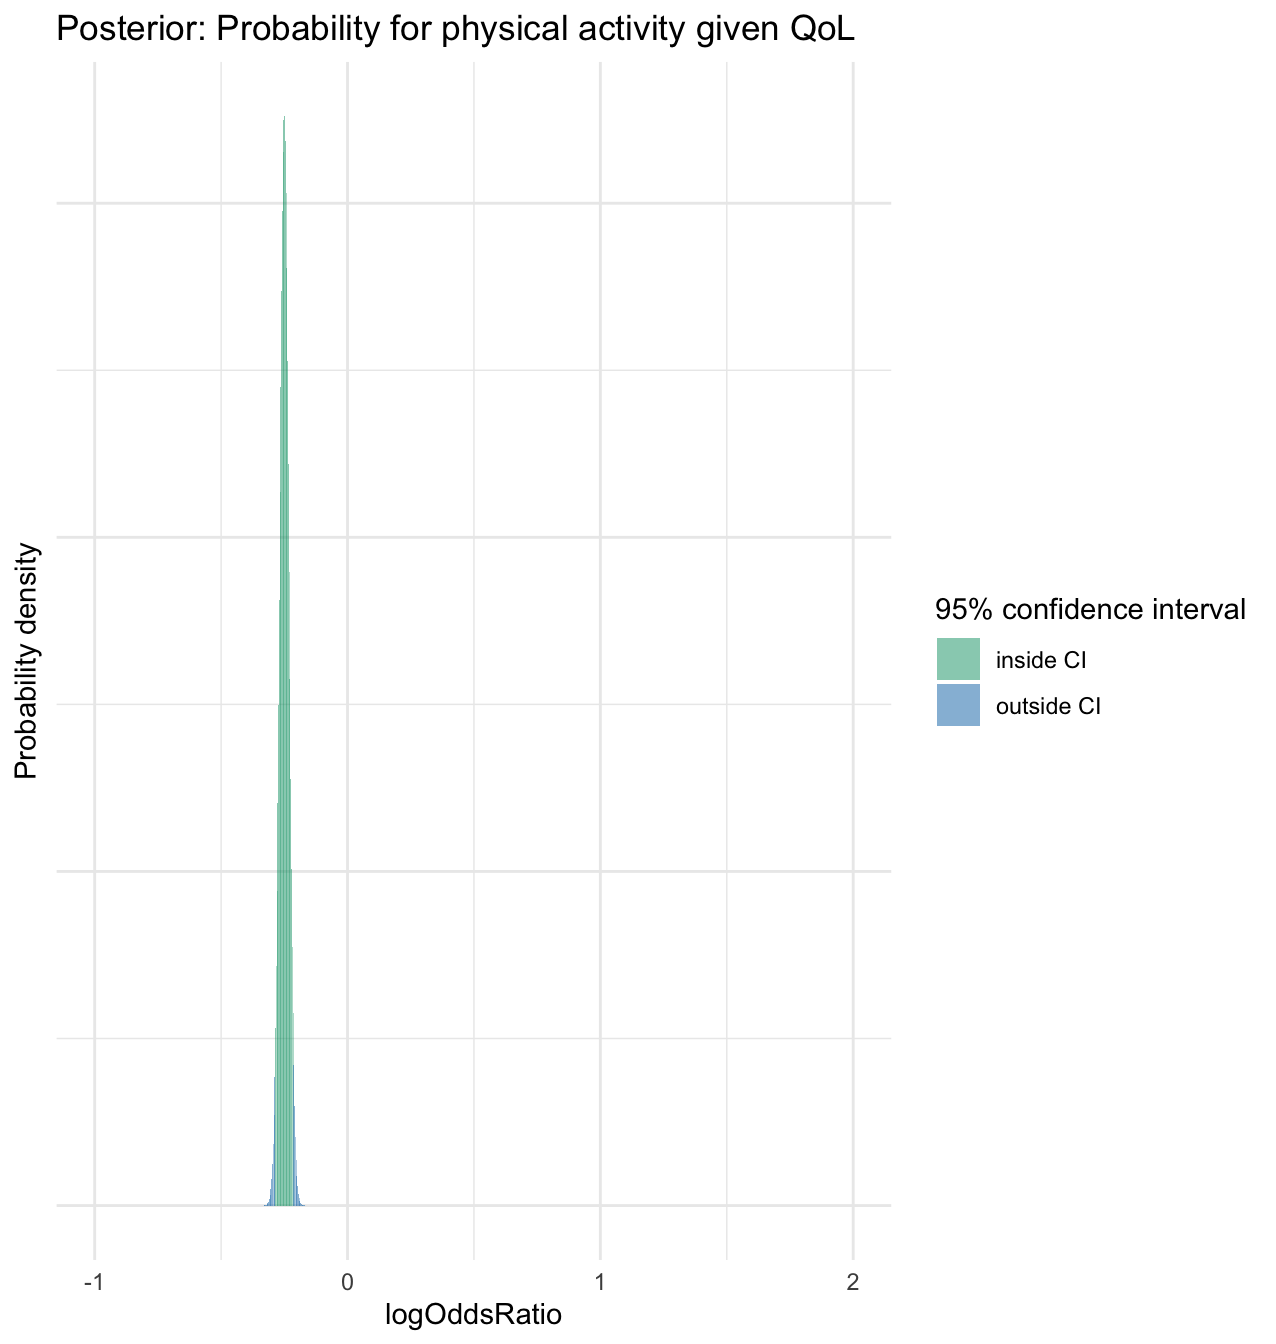 Posterior: Probability for physical activity given QoL
Probability density
95% confidence interval
inside CI
outside CI
-1 0 1 2
logOddsRatio